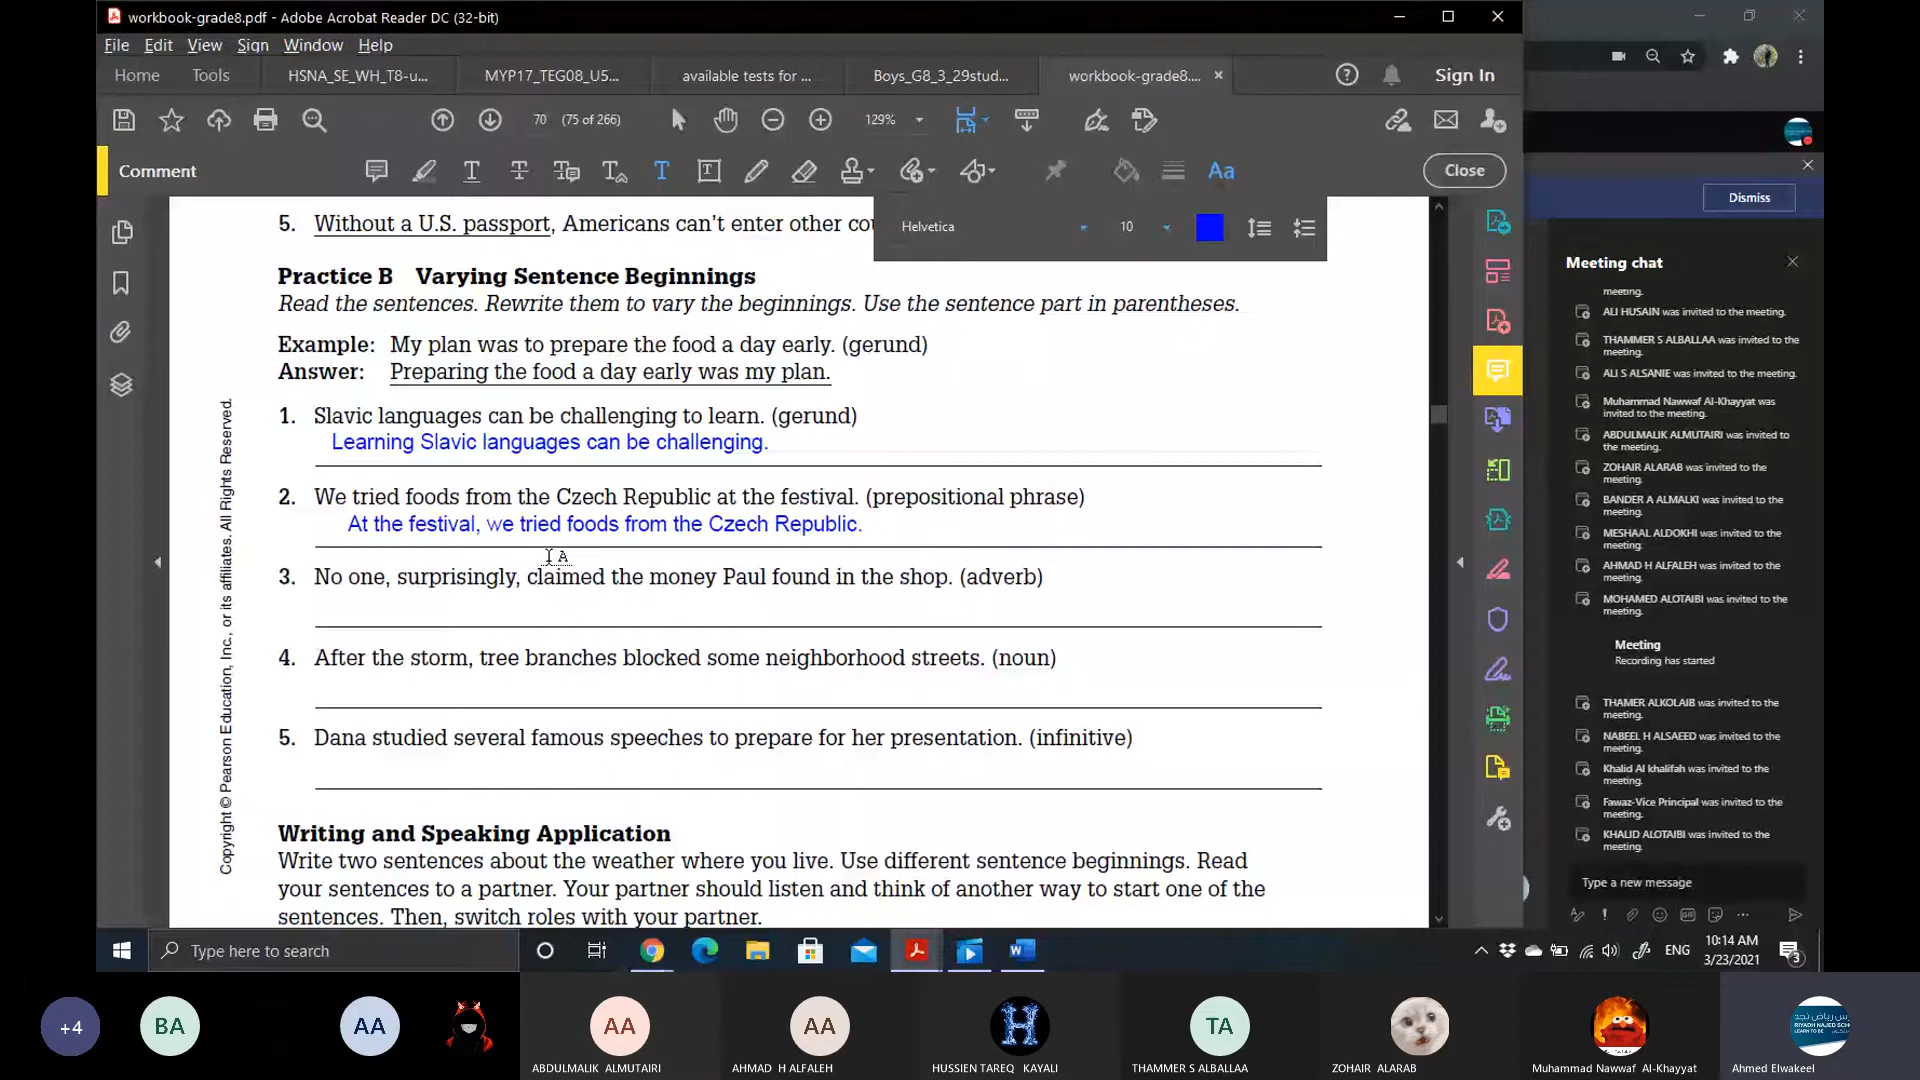 workbook-grade8.pdf - Adobe Acrobat Reader DC (32-bit)
File Edit View Sign Window Help
Home Tools HSNA_SE_WH_T8-u... MYP17_TEG08_U5... available tests for ... Boys_G8_3_29stud... workbook-grade8.... × Sign In
70 (75 of 266) 129%
Comment Close
Helvetica 10
5. Without a U.S. passport, Americans can't enter other cou
Practice B Varying Sentence Beginnings
Read the sentences. Rewrite them to vary the beginnings. Use the sentence part in parentheses.
Example: My plan was to prepare the food a day early. (gerund)
Answer: Preparing the food a day early was my plan.
1. Slavic languages can be challenging to learn. (gerund)
Learning Slavic languages can be challenging.
2. We tried foods from the Czech Republic at the festival. (prepositional phrase)
At the festival, we tried foods from the Czech Republic.
3. No one, surprisingly, claimed the money Paul found in the shop. (adverb)
4. After the storm, tree branches blocked some neighborhood streets. (noun)
5. Dana studied several famous speeches to prepare for her presentation. (infinitive)
Writing and Speaking Application
Write two sentences about the weather where you live. Use different sentence beginnings. Read
your sentences to a partner. Your partner should listen and think of another way to start one of the
sentences. Then, switch roles with your partner.
Copyright © Pearson Education, Inc., or its affiliates. All Rights Reserved.
Dismiss
Meeting chat
meeting.
ALI HUSAIN was invited to the meeting.
THAMMER S ALBALLAA was invited to the
meeting.
ALI S ALSANIE was invited to the meeting.
Muhammad Nawwaf Al-Khayyat was
invited to the meeting.
ABDULMALIK ALMUTAIRI was invited to
the meeting.
ZOHAIR ALARAB was invited to the
meeting.
BANDER A ALMALKI was invited to the
meeting.
MESHAAL ALDOKHI was invited to the
meeting.
AHMAD H ALFALEH was invited to the
meeting.
MOHAMED ALOTAIBI was invited to the
meeting.
Meeting
Recording has started
THAMER ALKOLAIB was invited to the
meeting.
NABEEL H ALSAEED was invited to the
meeting.
Khalid Al khalifah was invited to the
meeting.
Fawaz-Vice Principal was invited to the
meeting.
KHALID ALOTAIBI was invited to the
meeting.
Type a new message
Type here to search
ENG
10:14 AM
3/23/2021
3
+4 BA AA AA AA H TA
ABDULMALIK ALMUTAIRI AHMAD H ALFALEH HUSSIEN TAREQ KAYALI THAMMER S ALBALLAA ZOHAIR ALARAB Muhammad Nawwaf Al-Khayyat Ahmed Elwakeel